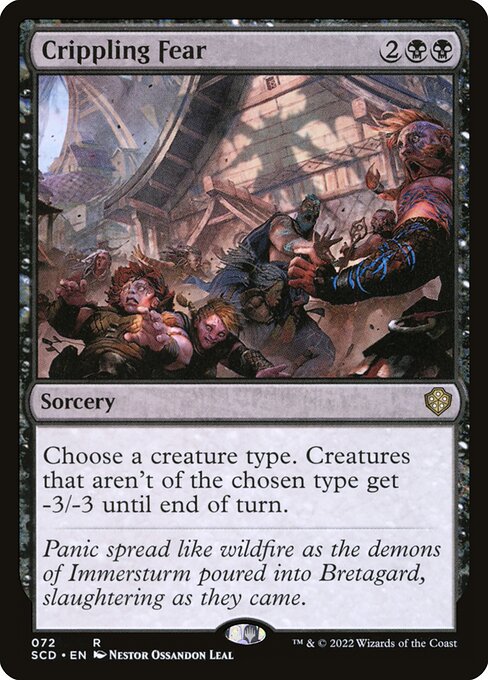 Crippling Fear 2
Sorcery
Choose a creature type. Creatures
that aren't of the chosen type get
-3/-3 until end of turn.
Panic spread like wildfire as the demons
of Immersturm poured into Bretagard,
slaughtering as they came.
072 R
SCD • EN Nestor Ossandon Leal
™ & © 2022 Wizards of the Coast